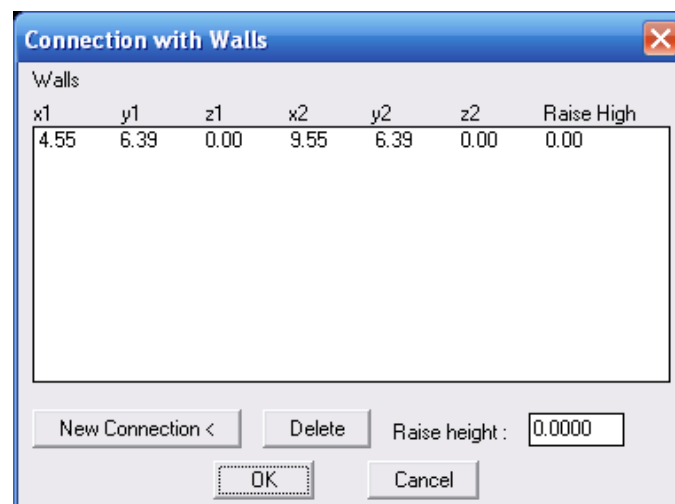 Connection with Walls
Walls
x1 y1 z1 x2 y2 z2 Raise High
4.55 6.39 0.00 9.55 6.39 0.00 0.00
New Connection < Delete Raise height : 0.0000
OK Cancel